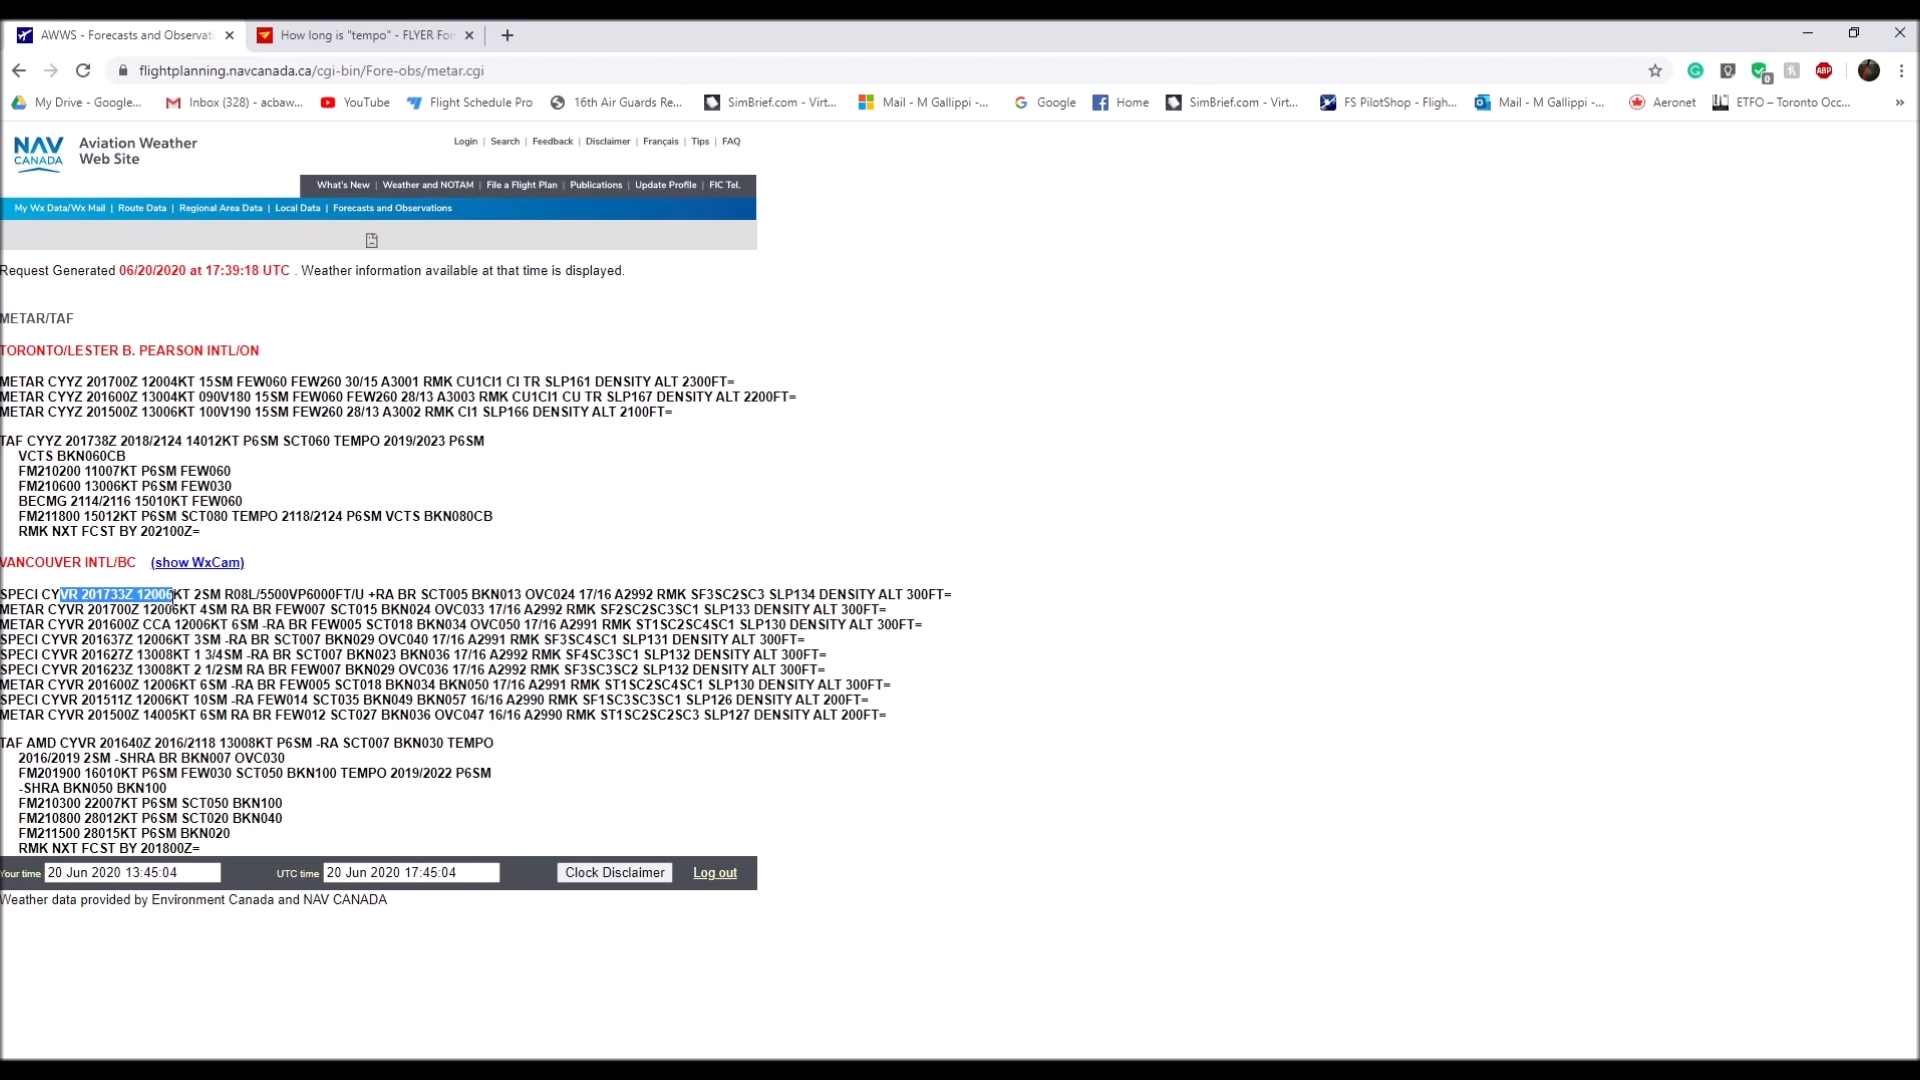 AWWS - Forecasts and Observat
How long is "tempo" - FLYER For
flightplanning.navcanada.ca/cgi-bin/Fore-obs/metar.cgi
ABP
0
My Drive - Google... Inbox (328) - acbaw... YouTube Flight Schedule Pro 16th Air Guards Re... SimBrief.com - Virt... Mail - M Gallippi -... Google Home SimBrief.com - Virt... FS PilotShop - Fligh... Mail - M Gallippi -... Aeronet ETFO – Toronto Occ... »
NAV CANADA
Aviation Weather
Web Site
Login | Search | Feedback | Disclaimer | Français | Tips | FAQ
What's New | Weather and NOTAM | File a Flight Plan | Publications | Update Profile | FIC Tel.
My Wx Data/Wx Mail | Route Data | Regional Area Data | Local Data | Forecasts and Observations
Request Generated 06/20/2020 at 17:39:18 UTC . Weather information available at that time is displayed.
METAR/TAF
TORONTO/LESTER B. PEARSON INTL/ON
METAR CYYZ 201700Z 12004KT 15SM FEW060 FEW260 30/15 A3001 RMK CU1CI1 CI TR SLP161 DENSITY ALT 2300FT=
METAR CYYZ 201600Z 13004KT 090V180 15SM FEW060 FEW260 28/13 A3003 RMK CU1CI1 CU TR SLP167 DENSITY ALT 2200FT=
METAR CYYZ 201500Z 13006KT 100V190 15SM FEW260 28/13 A3002 RMK CI1 SLP166 DENSITY ALT 2100FT=
TAF CYYZ 201738Z 2018/2124 14012KT P6SM SCT060 TEMPO 2019/2023 P6SM
VCTS BKN060CB
FM210200 11007KT P6SM FEW060
FM210600 13006KT P6SM FEW030
BECMG 2114/2116 15010KT FEW060
FM211800 15012KT P6SM SCT080 TEMPO 2118/2124 P6SM VCTS BKN080CB
RMK NXT FCST BY 202100Z=
VANCOUVER INTL/BC (show WxCam)
SPECI CYVR 201733Z 12006KT 2SM R08L/5500VP6000FT/U +RA BR SCT005 BKN013 OVC024 17/16 A2992 RMK SF3SC2SC3 SLP134 DENSITY ALT 300FT=
METAR CYVR 201700Z 12006KT 4SM RA BR FEW007 SCT015 BKN024 OVC033 17/16 A2992 RMK SF2SC2SC3SC1 SLP133 DENSITY ALT 300FT=
METAR CYVR 201600Z CCA 12006KT 6SM -RA BR FEW005 SCT018 BKN034 OVC050 17/16 A2991 RMK ST1SC2SC4SC1 SLP130 DENSITY ALT 300FT=
SPECI CYVR 201637Z 12006KT 3SM -RA BR SCT007 BKN029 OVC040 17/16 A2991 RMK SF3SC4SC1 SLP131 DENSITY ALT 300FT=
SPECI CYVR 201627Z 13008KT 1 3/4SM -RA BR SCT007 BKN023 BKN036 17/16 A2992 RMK SF4SC3SC1 SLP132 DENSITY ALT 300FT=
SPECI CYVR 201623Z 13008KT 2 1/2SM RA BR FEW007 BKN029 OVC036 17/16 A2992 RMK SF3SC3SC2 SLP132 DENSITY ALT 300FT=
METAR CYVR 201600Z 12006KT 6SM -RA BR FEW005 SCT018 BKN034 BKN050 17/16 A2991 RMK ST1SC2SC4SC1 SLP130 DENSITY ALT 300FT=
SPECI CYVR 201511Z 12006KT 10SM -RA FEW014 SCT035 BKN049 BKN057 16/16 A2990 RMK SF1SC3SC3SC1 SLP126 DENSITY ALT 200FT=
METAR CYVR 201500Z 14005KT 6SM RA BR FEW012 SCT027 BKN036 OVC047 16/16 A2990 RMK ST1SC2SC2SC3 SLP127 DENSITY ALT 200FT=
TAF AMD CYVR 201640Z 2016/2118 13008KT P6SM -RA SCT007 BKN030 TEMPO
2016/2019 2SM -SHRA BR BKN007 OVC030
FM201900 16010KT P6SM FEW030 SCT050 BKN100 TEMPO 2019/2022 P6SM
-SHRA BKN050 BKN100
FM210300 22007KT P6SM SCT050 BKN100
FM210800 28012KT P6SM SCT020 BKN040
FM211500 28015KT P6SM BKN020
RMK NXT FCST BY 201800Z=
Your time 20 Jun 2020 13:45:04 UTC time 20 Jun 2020 17:45:04 Clock Disclaimer Log out
Weather data provided by Environment Canada and NAV CANADA